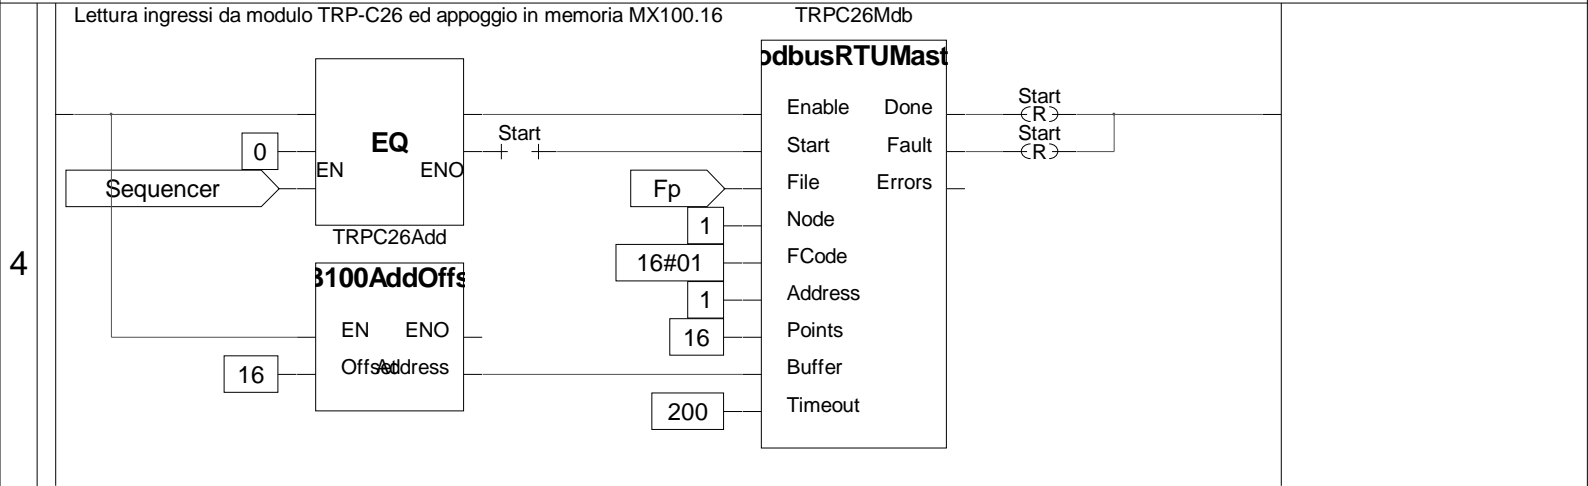 Lettura ingressi da modulo TRP-C26 ed appoggio in memoria MX100.16
TRPC26Mdb
odbusRTUMast
Enable Done
Start Fault
File Errors
Node
FCode
Address
Points
Buffer
Timeout
Start
R
Start
R
EQ
EN ENO
0
Sequencer
Start
Fp
1
16#01
1
16
200
4
TRPC26Add
3100AddOffs
EN ENO
Offset Address
16